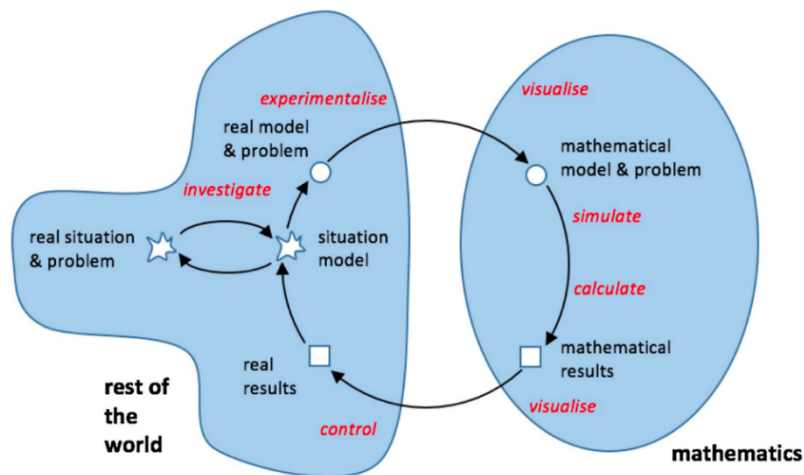 experimentalise
real model
& problem
investigate
real situation
& problem
situation
model
real
results
rest of
the
world
control
visualise
mathematical
model & problem
simulate
calculate
mathematical
results
visualise
mathematics